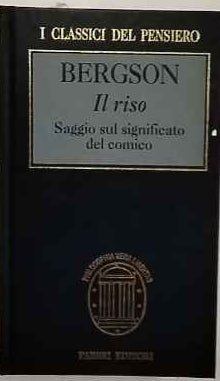 I CLASSICI DEL PENSIERO
BERGSON
Il riso
Saggio sul significato
del comico
FABBRI EDITORI